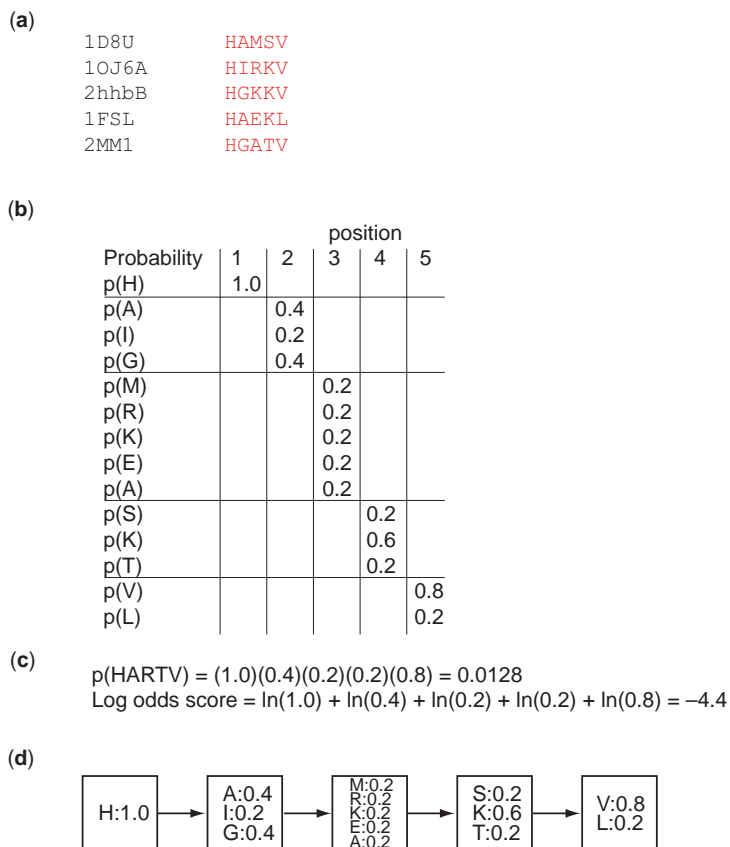 (a)
1D8U HAMSV
1OJ6A HIRKV
2hhbB HGKKV
1FSL HAEKL
2MM1 HGATV
(b)
position
Probability 1 2 3 4 5
p(H) 1.0
p(A) 0.4
p(I) 0.2
p(G) 0.4
p(M) 0.2
p(R) 0.2
p(K) 0.2
p(E) 0.2
p(A) 0.2
p(S) 0.2
p(K) 0.6
p(T) 0.2
p(V) 0.8
p(L) 0.2
(c)
p(HARTV) = (1.0)(0.4)(0.2)(0.2)(0.8) = 0.0128
Log odds score = ln(1.0) + ln(0.4) + ln(0.2) + ln(0.2) + ln(0.8) = –4.4
(d)
H:1.0
A:0.4
I:0.2
G:0.4
M:0.2
R:0.2
K:0.2
E:0.2
A:0.2
S:0.2
K:0.6
T:0.2
V:0.8
L:0.2